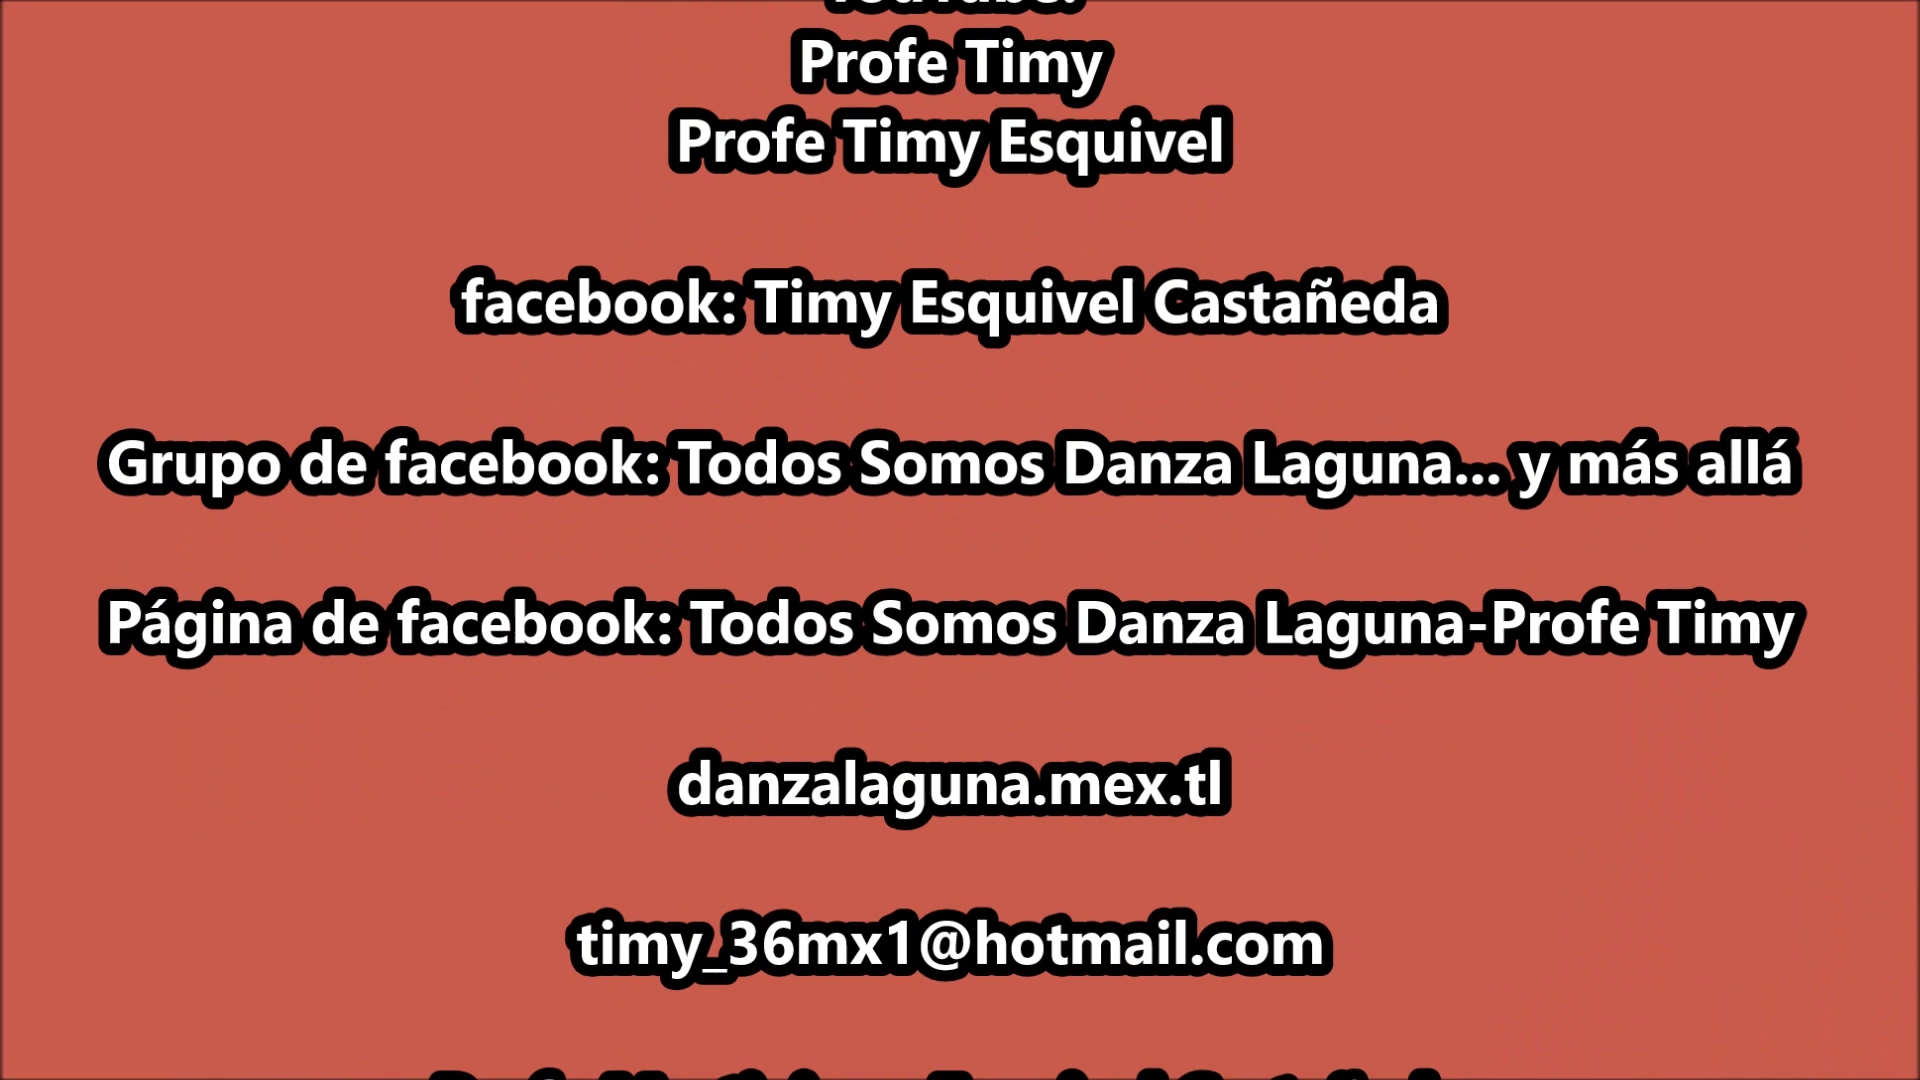 YouTube:
Profe Timy
Profe Timy Esquivel
facebook: Timy Esquivel Castañeda
Grupo de facebook: Todos Somos Danza Laguna... y más allá
Página de facebook: Todos Somos Danza Laguna-Profe Timy
danzalaguna.mex.tl
timy_36mx1@hotmail.com